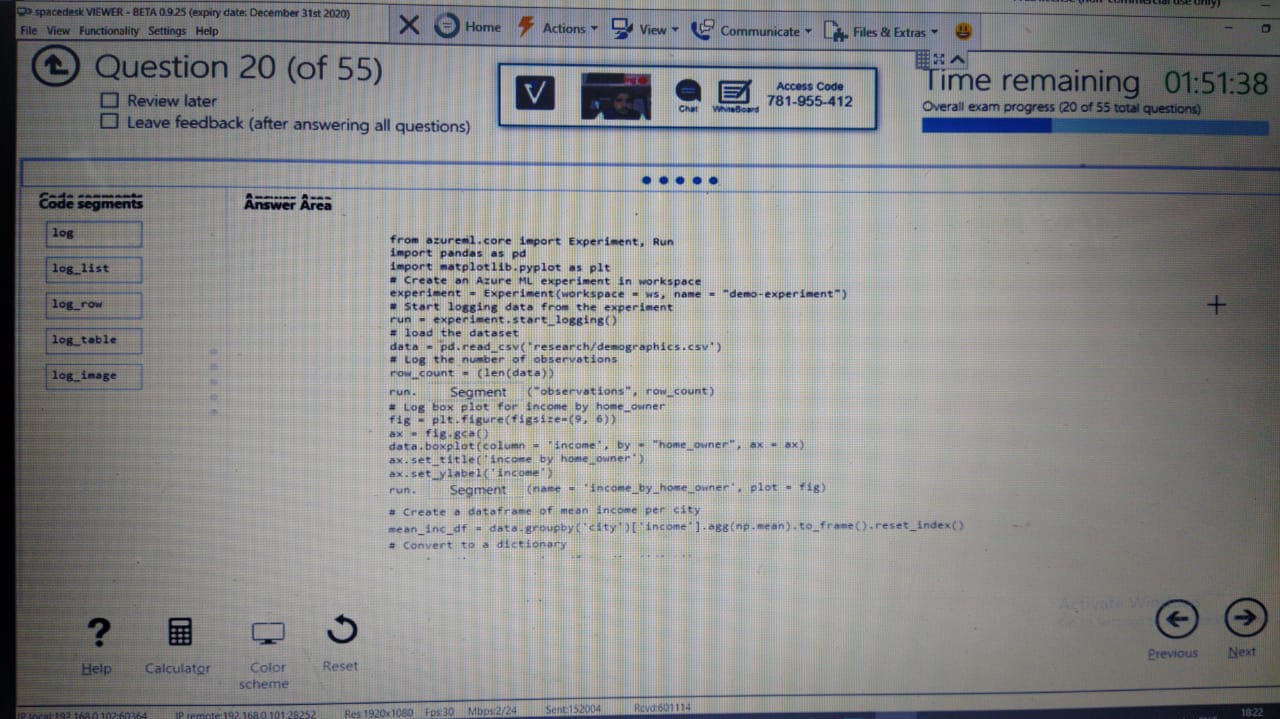 spacedesk VIEWER - BETA 0.9.25 (expiry date: December 31st 2020)
File View Functionality Settings Help
Home
Actions
View
Communicate
Files & Extras
Question 20 (of 55)
Review later
Leave feedback (after answering all questions)
Chat
WhiteBoard
Access Code
781-955-412
Time remaining 01:51:38
Overall exam progress (20 of 55 total questions)
Code segments
log
log_list
log_row
log_table
log_image
Answer Area
from azureml.core import Experiment, Run
import pandas as pd
import matplotlib.pyplot as plt
# Create an Azure ML experiment in workspace
experiment = Experiment(workspace = ws, name = "demo-experiment")
# Start logging data from the experiment
run = experiment.start_logging()
# load the dataset
data = pd.read_csv('research/demographics.csv')
# Log the number of observations
row_count = (len(data))
run. Segment ("observations", row_count)
# Log box plot for income by home_owner
fig = plt.figure(figsize=(9, 6))
ax = fig.gca()
data.boxplot(column = 'income', by = "home_owner", ax = ax)
ax.set_title('income by home_owner')
ax.set_ylabel('income')
run. Segment (name = 'income_by_home_owner', plot = fig)
# Create a dataframe of mean income per city
mean_inc_df = data.groupby('city')['income'].agg(np.mean).to_frame().reset_index()
# Convert to a dictionary
Help
Calculator
Color scheme
Reset
Activate
Previous
Next
IP local:192.168.0.102:60364 IP remote:192.168.0.101:28252 Res:1920x1080 Fps:30 Mbps:2/24 Sent:152004 Rcvd:601114
18:22